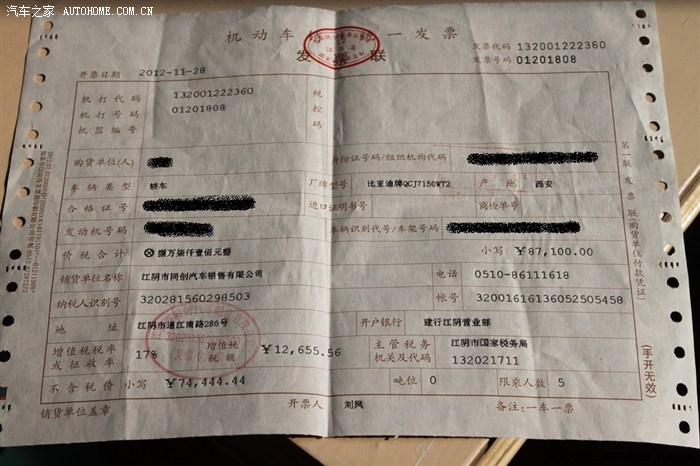 汽车之家 AUTOHOME.COM.CN
机动车销售统一发票
发票联
发票代码 132001222360
发票号码 01201808
开票日期 2012-11-28
机打代码 132001222360
机打号码 01201808
机器编号
税控码
购货单位(人) 身份证号码/组织机构代码
车辆类型 轿车 厂牌型号 比亚迪牌QCJ7150WT2 产地 西安
合格证号 进口证明书号 商检单号
发动机号码 车辆识别代号/车架号码
价税合计 ⊗捌万柒仟壹佰元整 小写 ¥87,100.00
销货单位名称 江阴市同创汽车销售有限公司 电话 0510-86111618
纳税人识别号 320281560298503 帐号 32001616136052505458
地址 江阴市通江南路286号 开户银行 建行江阴营业部
增值税税率或征收率 17% 增值税税额 ¥12,655.56 主管税务机关及代码 江阴市国家税务局 132021711
不含税价 小写 ¥74,444.44 吨位 0 限乘人数 5
销货单位盖章 开票人 刘凤 备注:一车一票
第一联 发票联(购货单位付款凭证)
(手开无效)